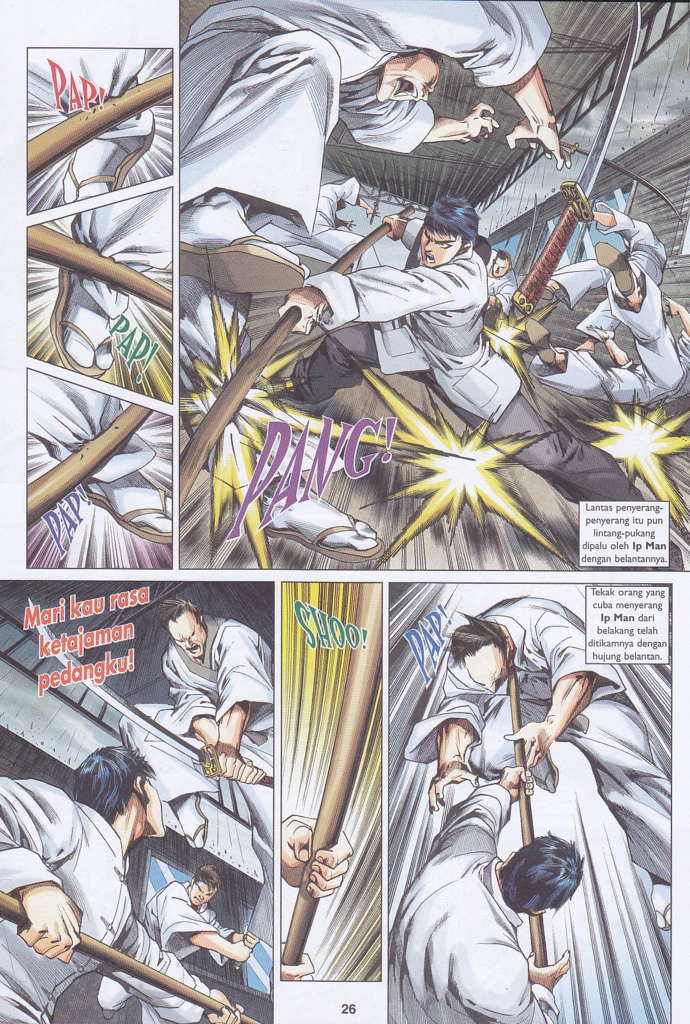 PAP!
PAP!
PAP!
PANG!
Lantas penyerang-
penyerang itu pun
lintang-pukang
dipalu oleh Ip Man
dengan belantannya.
Mari kau rasa
ketajaman
pedangku!
SHOO!
PAP!
Tekak orang yang
cuba menyerang
Ip Man dari
belakang telah
ditikamnya dengan
hujung belantan.
26